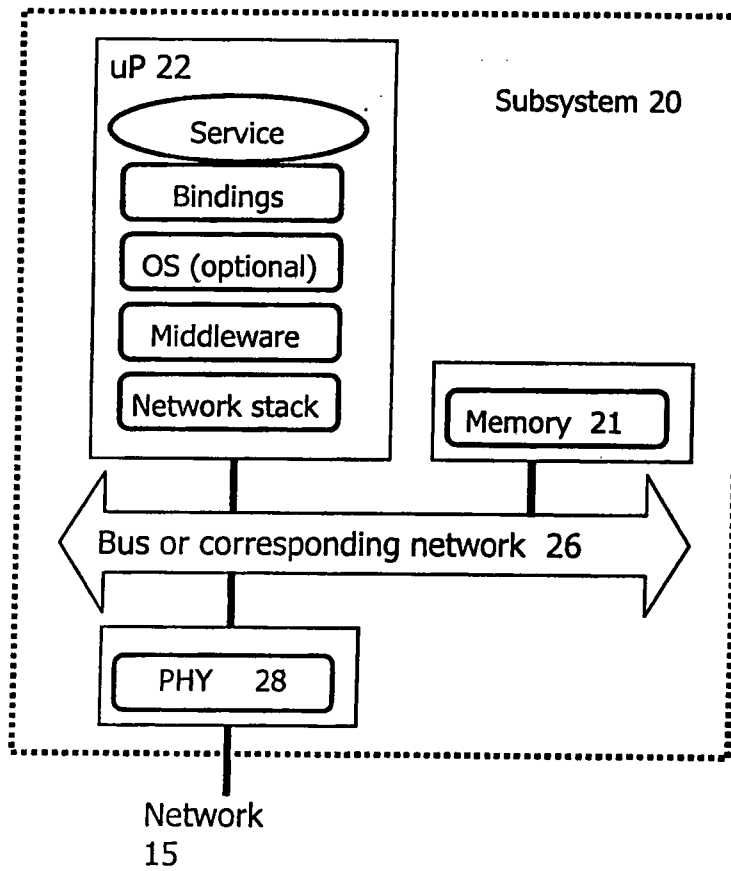 uP 22
Subsystem 20
Service
Bindings
OS (optional)
Middleware
Network stack
Memory 21
Bus or corresponding network 26
PHY 28
Network
15